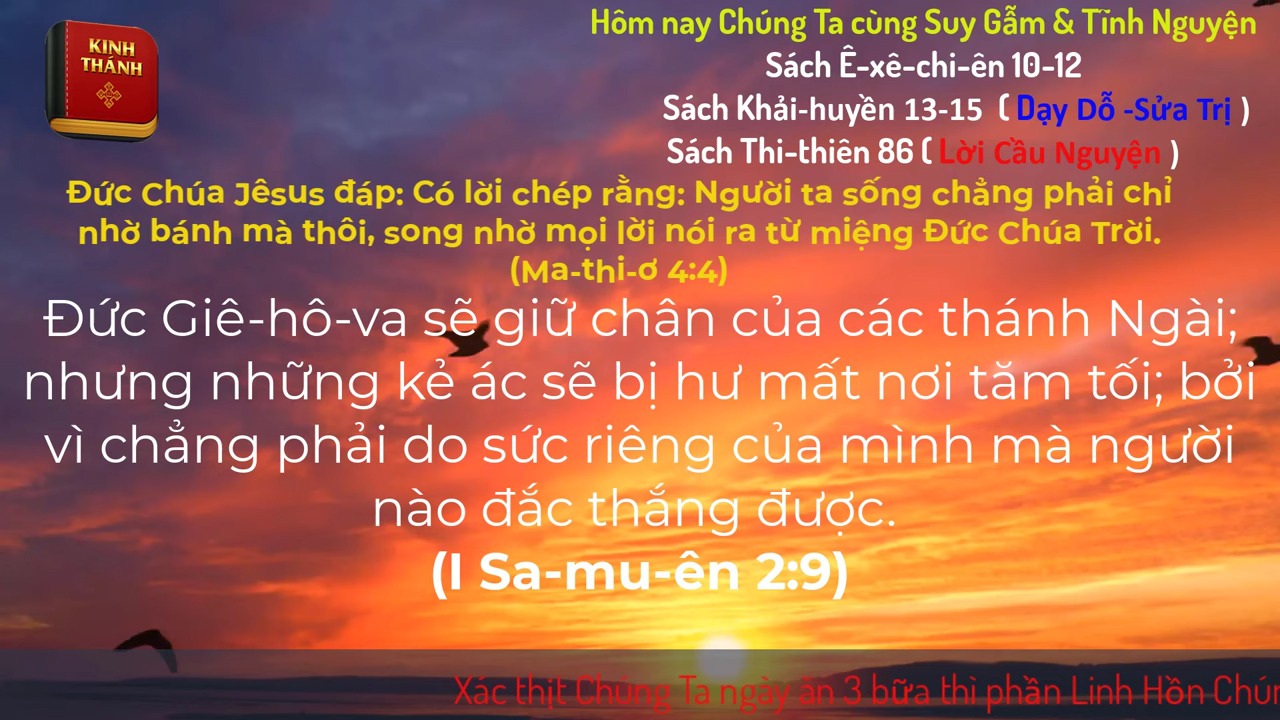 KINH
THÁNH
Hôm nay Chúng Ta cùng Suy Gẫm & Tĩnh Nguyện
Sách Ê-xê-chi-ên 10-12
Sách Khải-huyền 13-15 ( Dạy Dỗ -Sửa Trị )
Sách Thi-thiên 86 ( Lời Cầu Nguyện )
Đức Chúa Jêsus đáp: Có lời chép rằng: Người ta sống chẳng phải chỉ
nhờ bánh mà thôi, song nhờ mọi lời nói ra từ miệng Đức Chúa Trời.
(Ma-thi-ơ 4:4)
Đức Giê-hô-va sẽ giữ chân của các thánh Ngài;
nhưng những kẻ ác sẽ bị hư mất nơi tăm tối; bởi
vì chẳng phải do sức riêng của mình mà người
nào đắc thắng được.
(I Sa-mu-ên 2:9)
Xác thịt Chúng Ta ngày ăn 3 bữa thì phần Linh Hồn